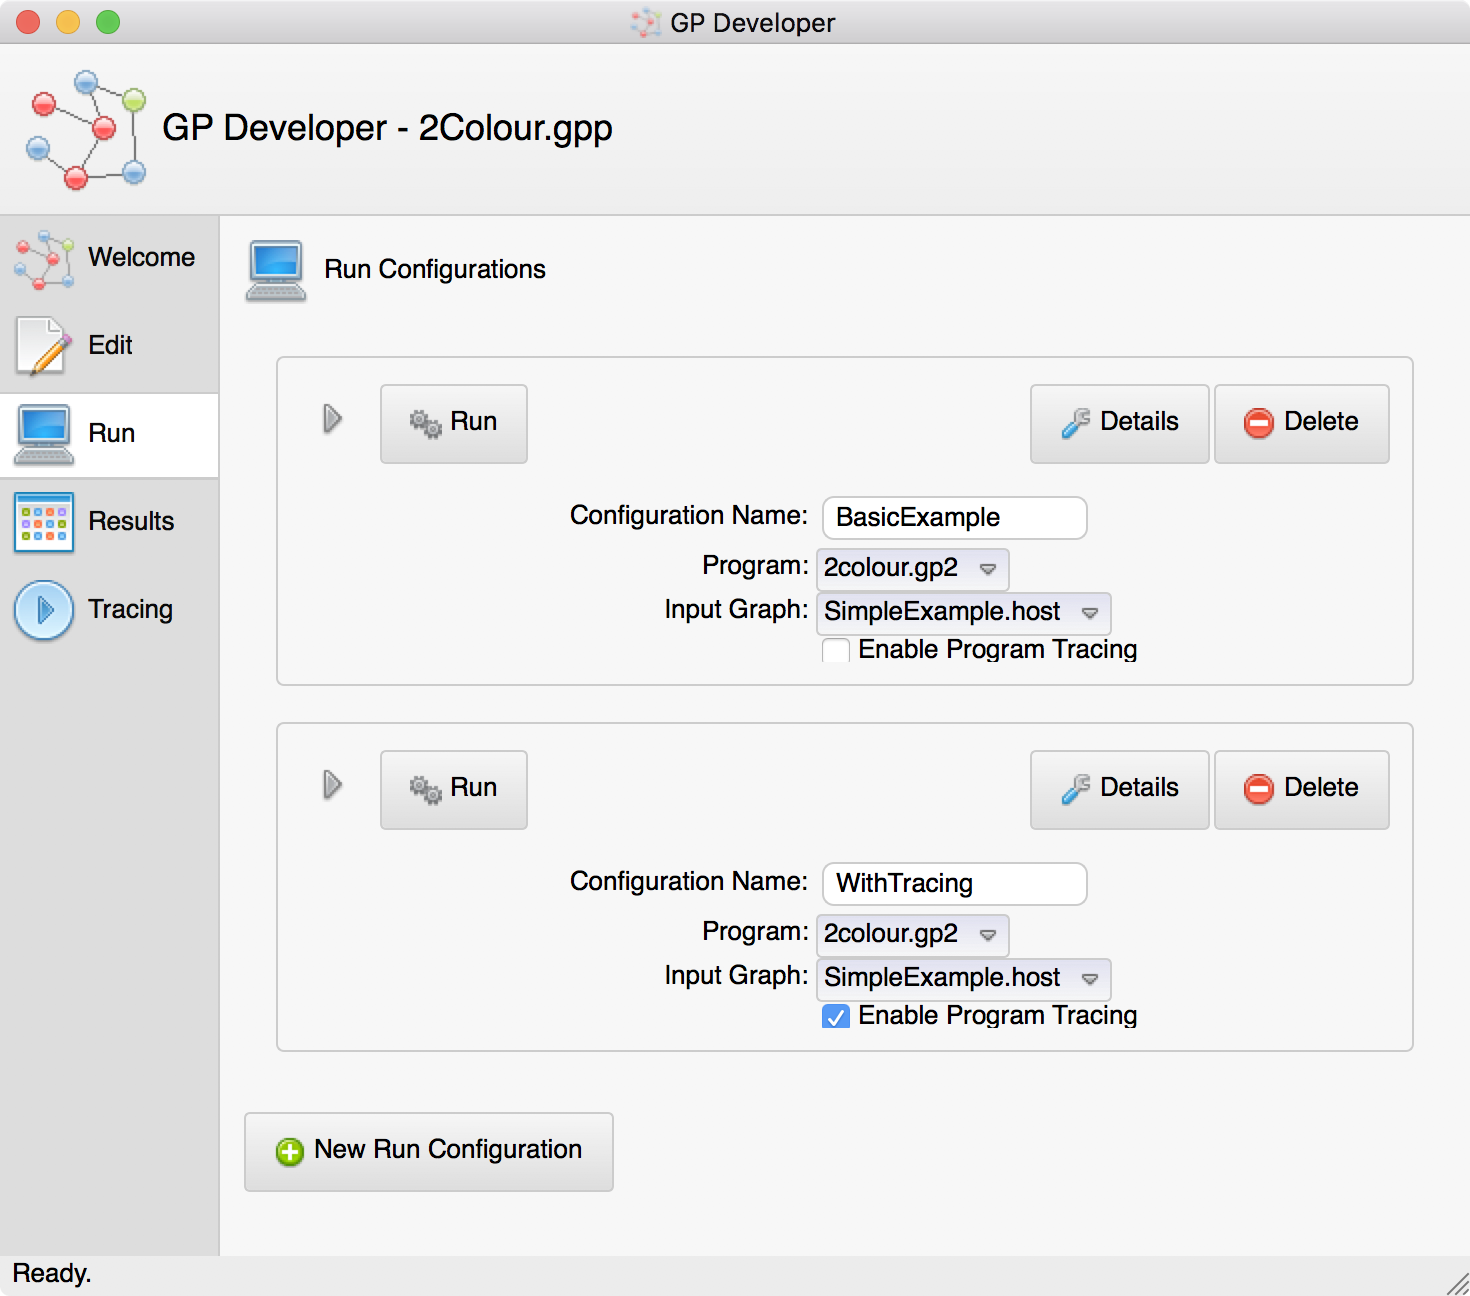 GP Developer
GP Developer - 2Colour.gpp
Welcome
Edit
Run
Results
Tracing
Run Configurations
Run Details Delete
Configuration Name: BasicExample
Program: 2colour.gp2
Input Graph: SimpleExample.host
Enable Program Tracing
Run Details Delete
Configuration Name: WithTracing
Program: 2colour.gp2
Input Graph: SimpleExample.host
Enable Program Tracing
New Run Configuration
Ready.